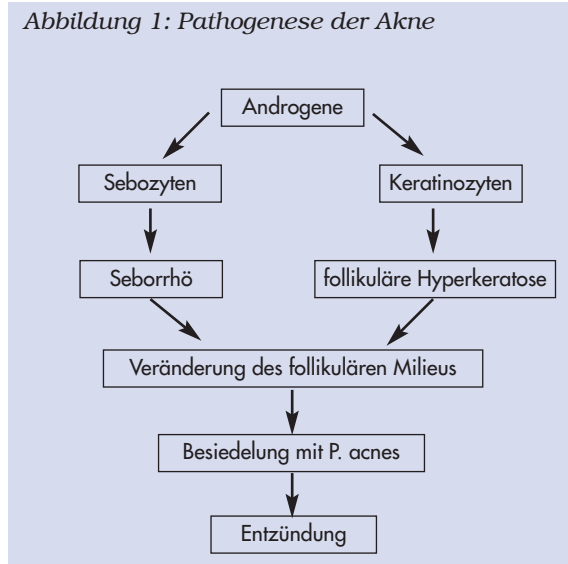 Abbildung 1: Pathogenese der Akne
Androgene
Sebozyten
Keratinozyten
Seborrhö
follikuläre Hyperkeratose
Veränderung des follikulären Milieus
Besiedelung mit P. acnes
Entzündung